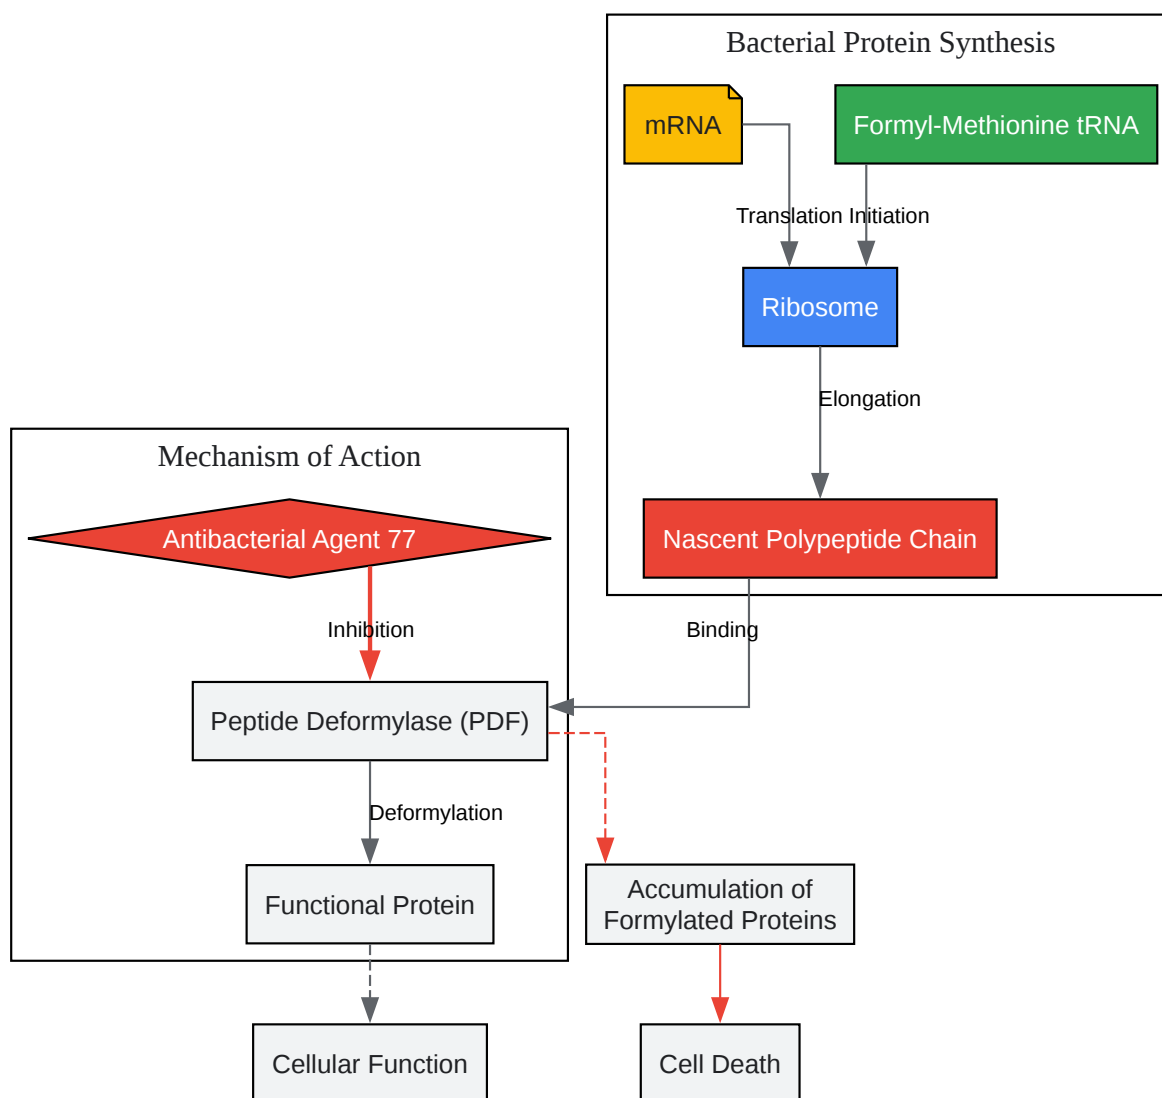 Bacterial Protein Synthesis
mRNA
Formyl-Methionine tRNA
Translation Initiation
Ribosome
Elongation
Mechanism of Action
Antibacterial Agent 77
Nascent Polypeptide Chain
Inhibition
Binding
Peptide Deformylase (PDF)
Deformylation
Functional Protein
Accumulation of
Formylated Proteins
Cellular Function
Cell Death